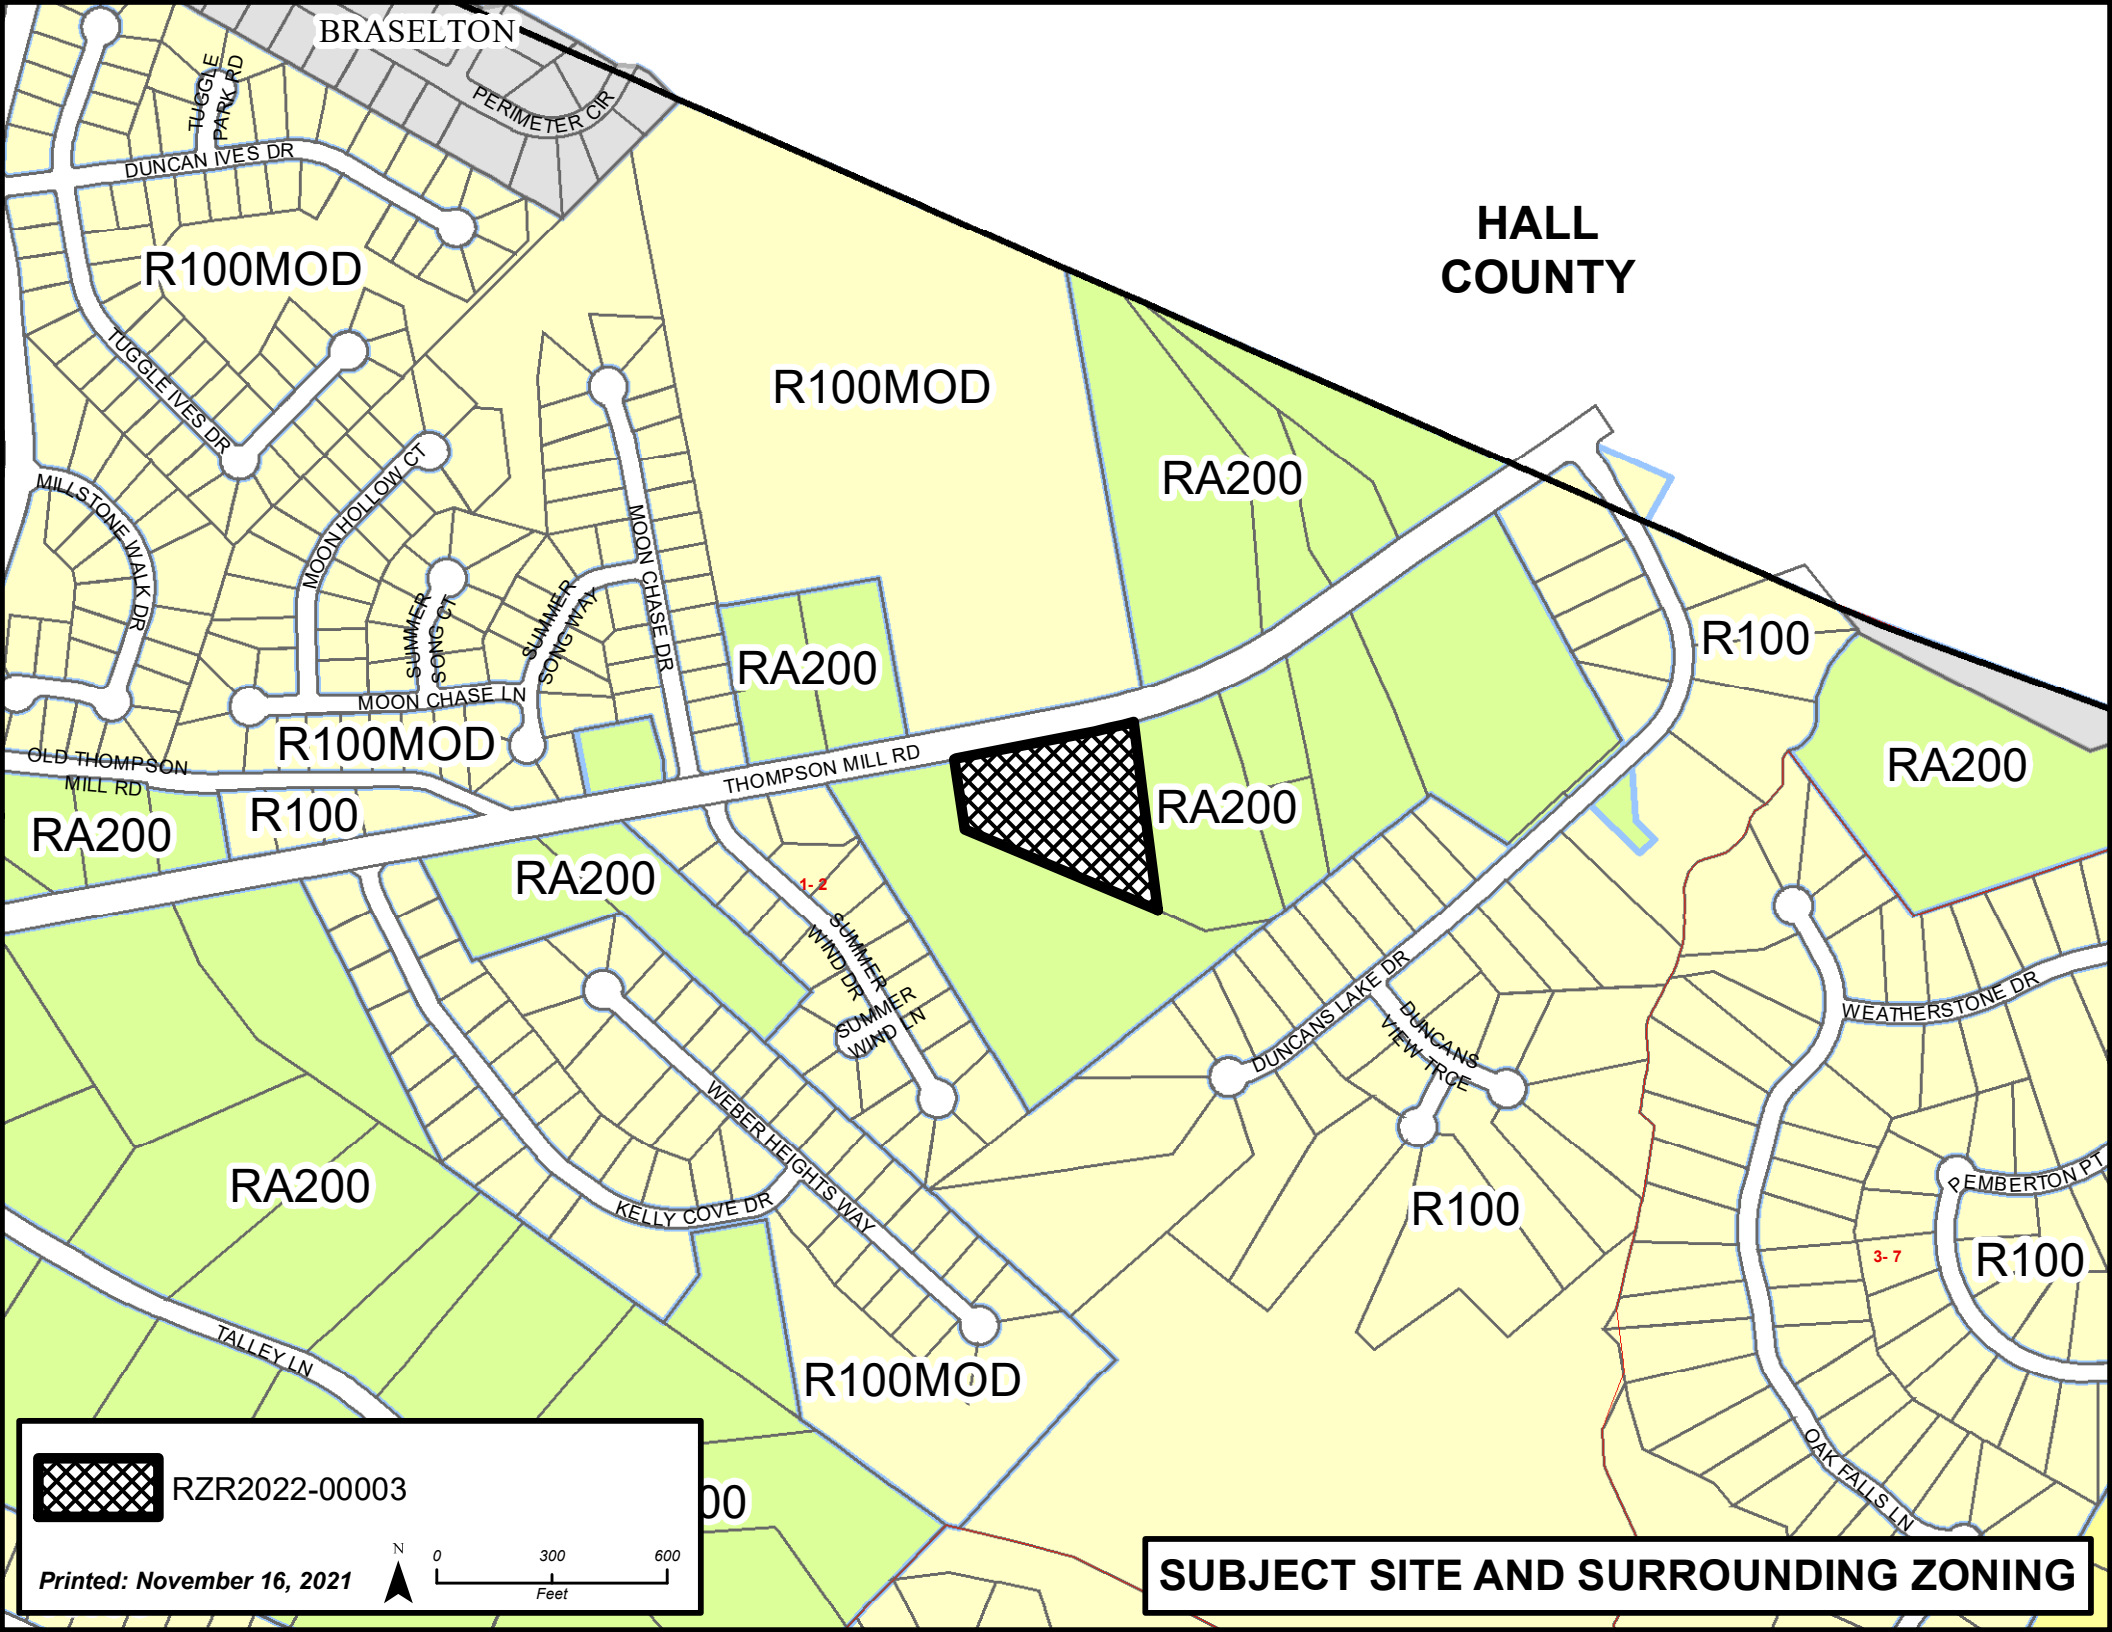 BRASELTON
PERIMETER CIR
TUGGLE
PARK RD
DUNCAN IVES DR
HALL
COUNTY
R100MOD
TUGGLE IVES DR
R100MOD
MOON HOLLOW CT
RA200
MILLSTONE WALK DR
MOON CHASE DR
SUMMER
SONG CT
SUMMER
SONG WAY
R100
RA200
MOON CHASE LN
R100MOD
OLD THOMPSON
MILL RD
THOMPSON MILL RD
RA200
R100
RA200
RA200
RA200
1- 2
SUMMER
WIND DR
SUMMER
WIND LN
DUNCANS LAKE DR
DUNCANS
VIEW TRCE
WEATHERSTONE DR
WEBER HEIGHTS WAY
KELLY COVE DR
RA200
R100
PEMBERTON PT
3- 7
R100
TALLEY LN
R100MOD
OAK FALLS LN
00
RZR2022-00003
N
0 300 600
Feet
Printed: November 16, 2021
SUBJECT SITE AND SURROUNDING ZONING